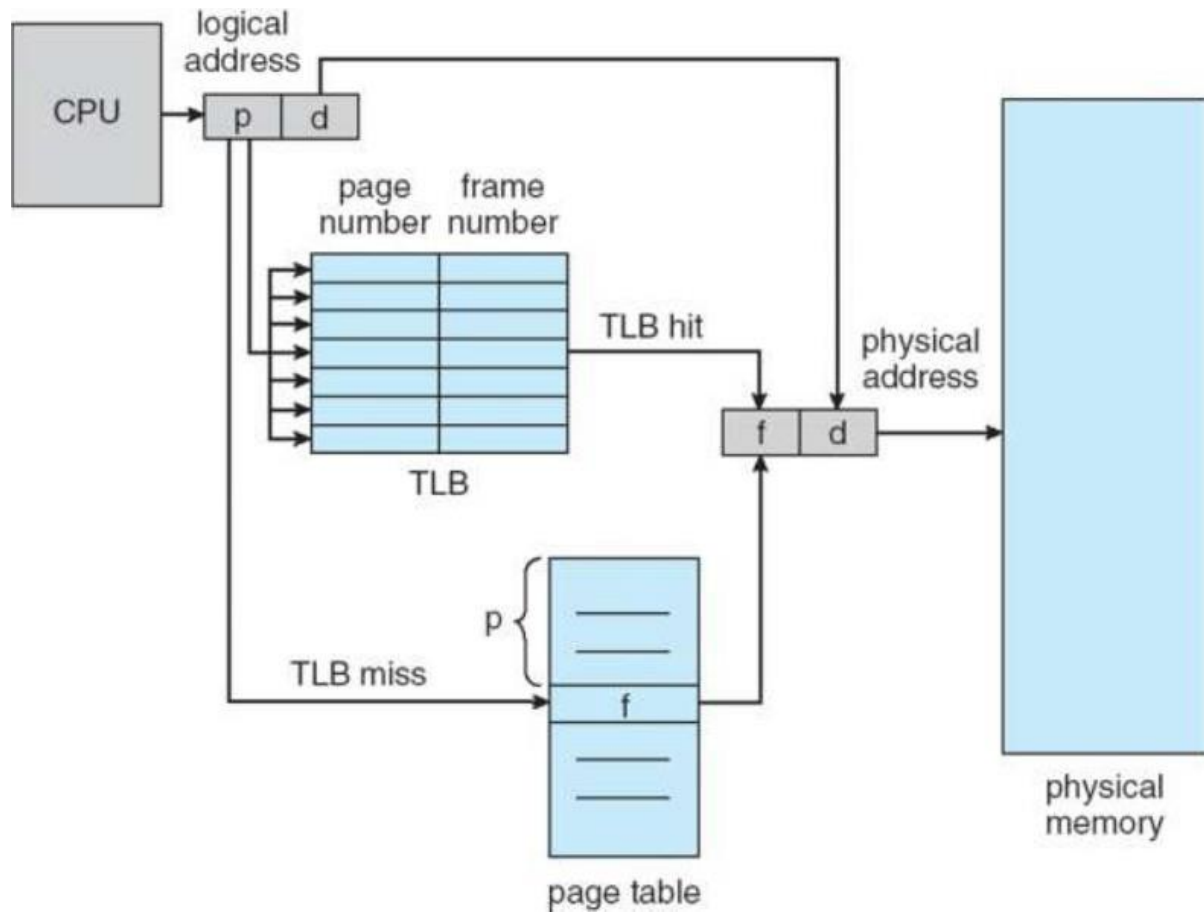 logical
address
CPU
p
d
page
number
frame
number
TLB hit
physical
address
f
d
TLB
p
TLB miss
f
physical
memory
page table